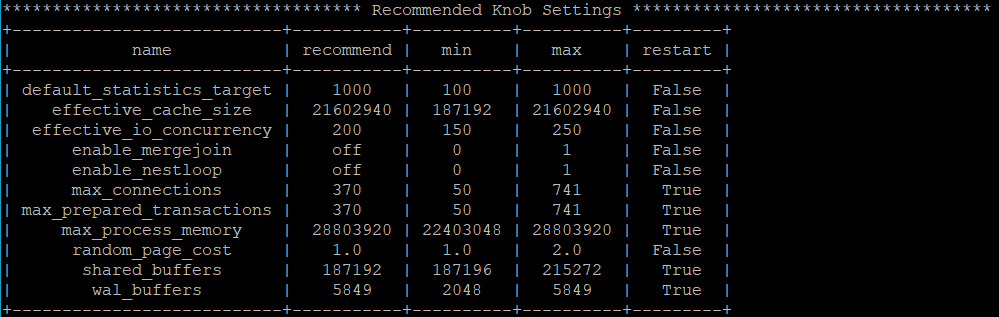 ************************************ Recommended Knob Settings ************************************
+---------------------------+-----------+----------+----------+---------+
|            name           | recommend |   min    |   max    | restart |
+---------------------------+-----------+----------+----------+---------+
| default_statistics_target |    1000   |   100    |   1000   |  False  |
|    effective_cache_size   |  21602940 |  187192  | 21602940 |  False  |
|  effective_io_concurrency |    200    |   150    |   250    |  False  |
|      enable_mergejoin     |    off    |    0     |    1     |  False  |
|      enable_nestloop      |    off    |    0     |    1     |  False  |
|      max_connections      |    370    |    50    |   741    |   True  |
| max_prepared_transactions |    370    |    50    |   741    |   True  |
|     max_process_memory    |  28803920 | 22403048 | 28803920 |   True  |
|      random_page_cost     |    1.0    |   1.0    |   2.0    |  False  |
|       shared_buffers      |   187192  |  187196  |  215272  |   True  |
|        wal_buffers        |    5849   |   2048   |   5849   |   True  |
+---------------------------+-----------+----------+----------+---------+